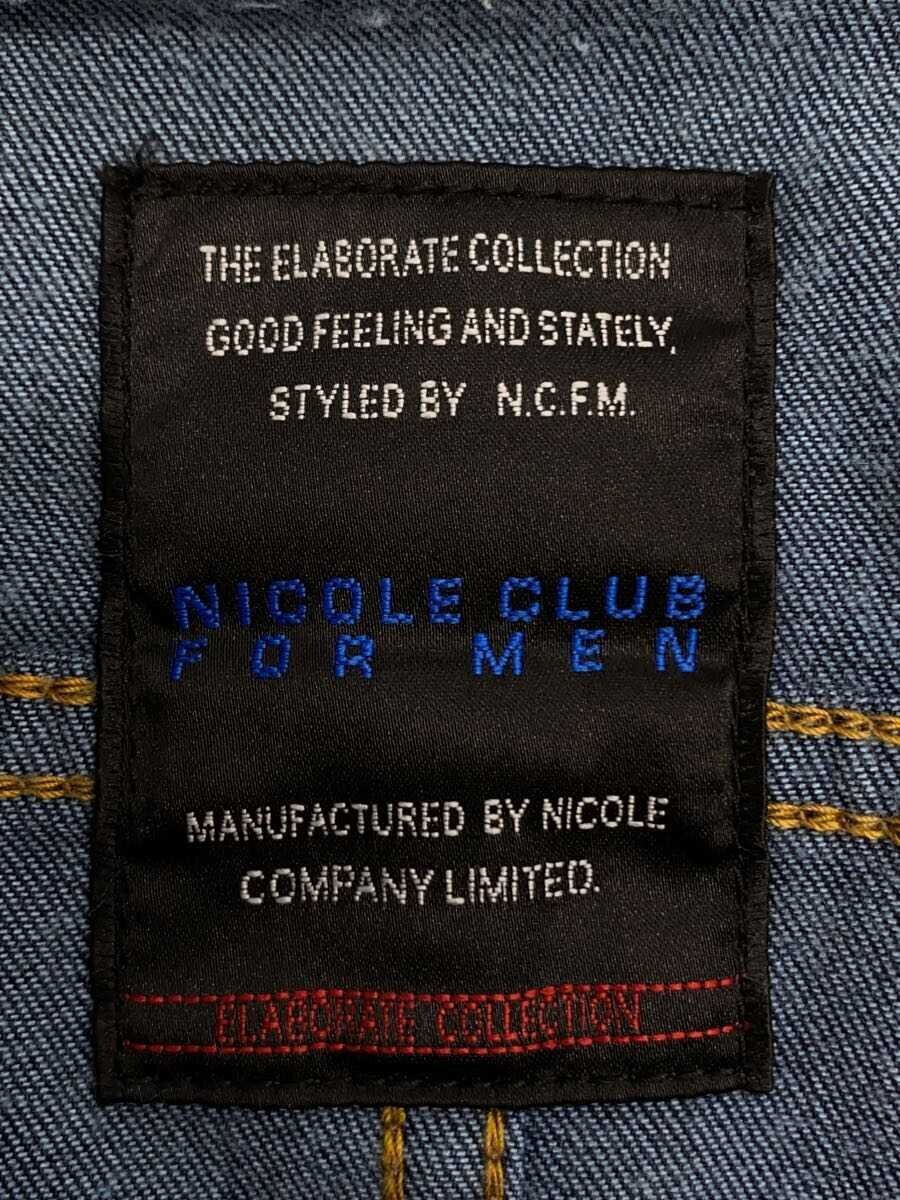 THE ELABORATE COLLECTION
GOOD FEELING AND STATELY,
STYLED BY N.C.F.M.
NICOLE CLUB
FOR MEN
MANUFACTURED BY NICOLE
COMPANY LIMITED.
ELABORATE COLLECTION